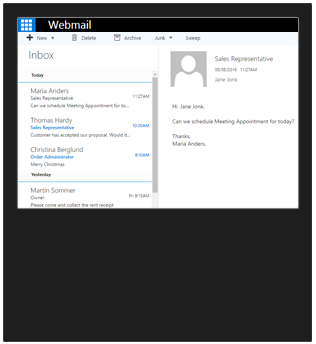 Webmail
New
Delete
Archive
Junk
Sweep
Inbox
Today
Maria Anders
Sales Representative
11:27AM
Can we schedule Meeting Appointment for to...
Thomas Hardy
Sales Representative
10:20AM
Customer has accepted our proposal. Would it...
Christina Berglund
Order Administrator
8:10AM
Merry Christmas
Yesterday
Martin Sommer
Owner
Fri 9:15AM
Please come and collect the rent receipt
Sales Representative
05/05/2019 11:27AM
Jane Jonk
Hi Jane Jonk,
Can we schedule Meeting Appointment for today?
Thanks.
Maria Anders.